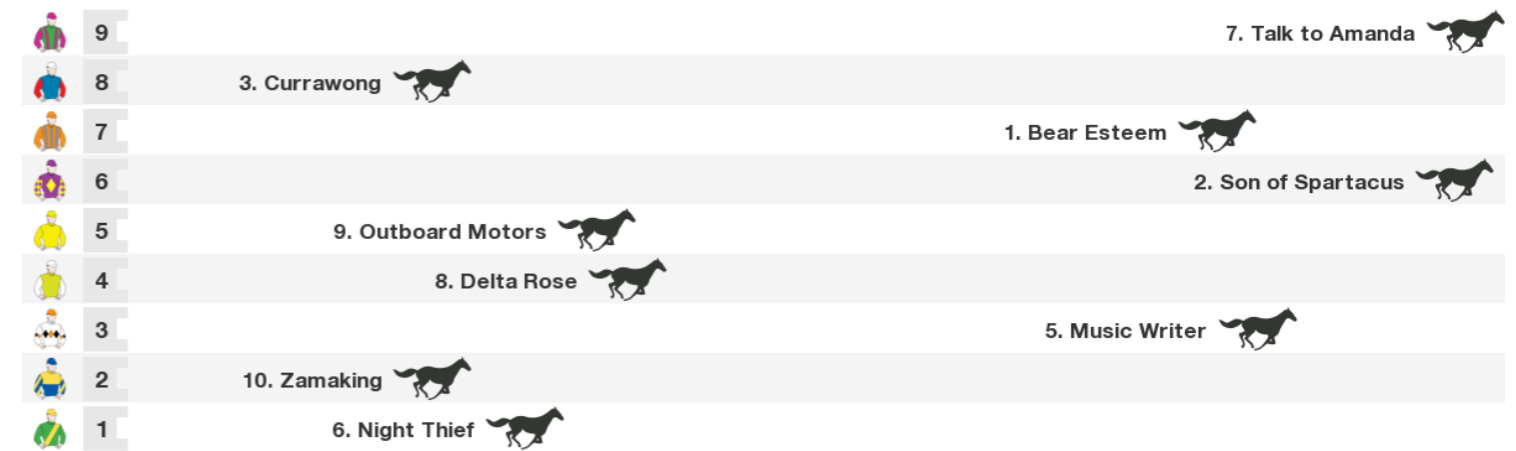 9 7. Talk to Amanda
8 3. Currawong
7 1. Bear Esteem
6 2. Son of Spartacus
5 9. Outboard Motors
4 8. Delta Rose
3 5. Music Writer
2 10. Zamaking
1 6. Night Thief